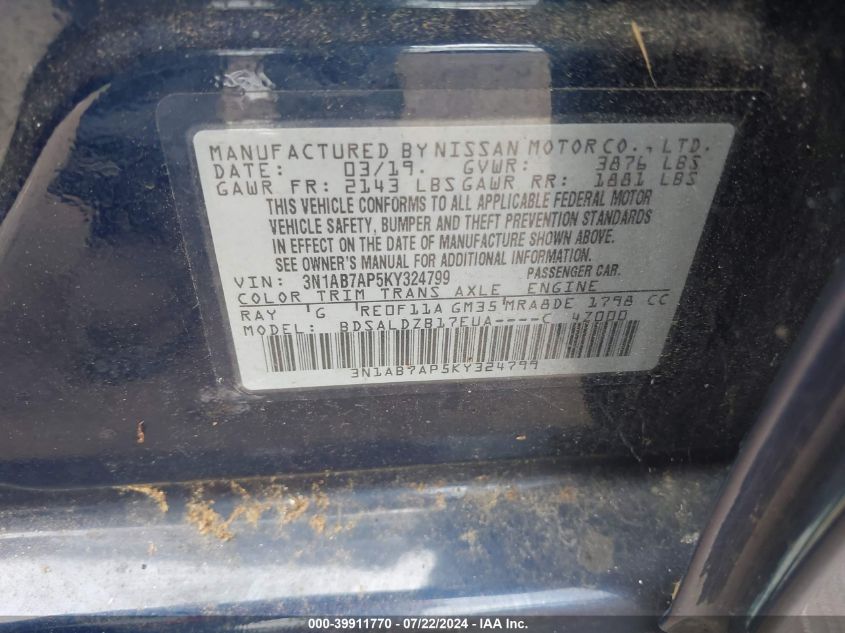 MANUFACTURED BY NISSAN MOTOR CO., LTD.
DATE: 03/19. GVWR: 3876 LBS
GAWR FR: 2143 LBS GAWR RR: 1881 LBS
THIS VEHICLE CONFORMS TO ALL APPLICABLE FEDERAL MOTOR
VEHICLE SAFETY, BUMPER AND THEFT PREVENTION STANDARDS
IN EFFECT ON THE DATE OF MANUFACTURE SHOWN ABOVE.
SEE OWNER'S MANUAL FOR ADDITIONAL INFORMATION.
VIN: 3N1AB7AP5KY324799 PASSENGER CAR.
COLOR TRIM TRANS AXLE ENGINE
RAY G RE0F11A GM35 MRA8DE 1798 CC
MODEL: BDSALDZB17EUA----C 47000
3N1AB7AP5KY324799
000-39911770 - 07/22/2024 - IAA Inc.